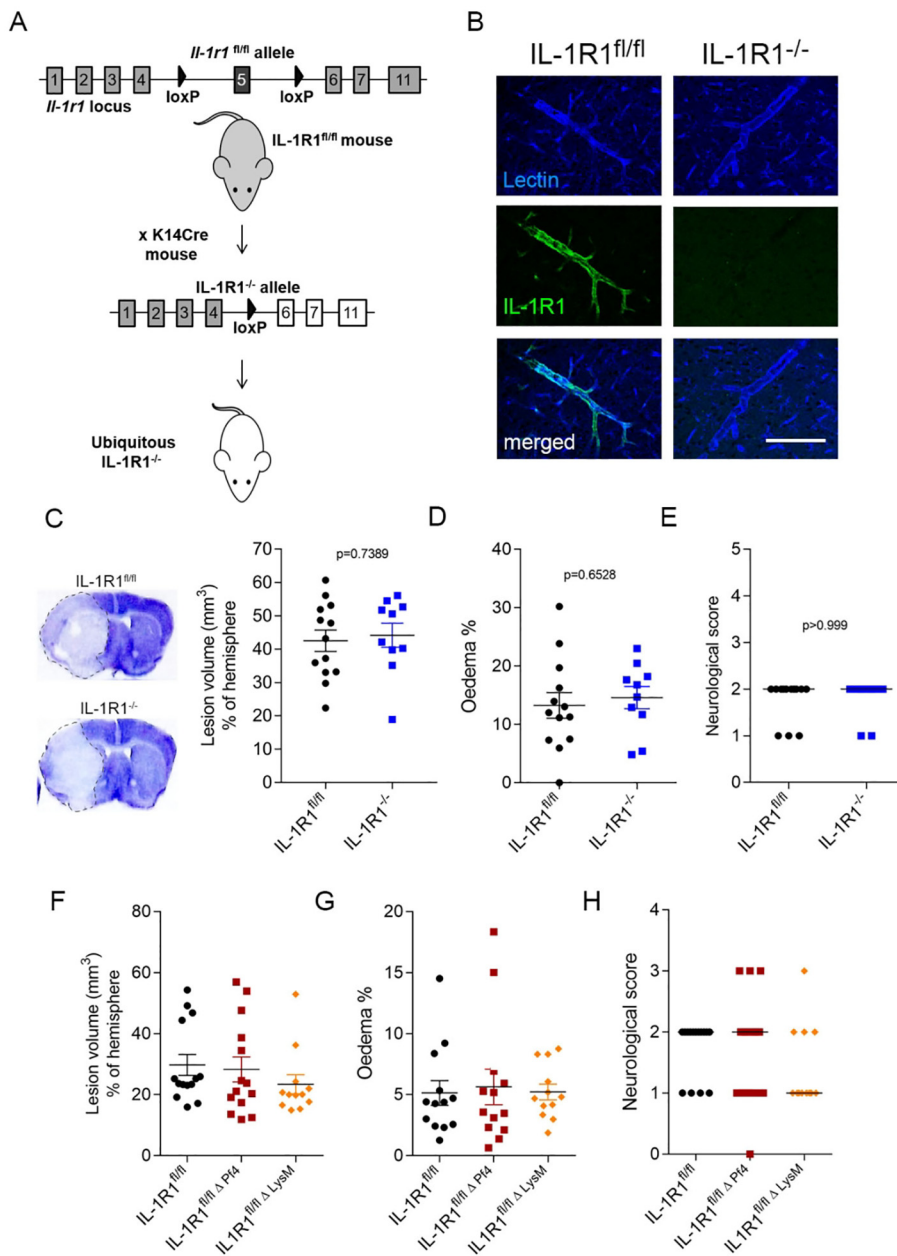 A
Il-1r1 fl/fl allele
1 2 3 4 5 6 7 11
loxP loxP
Il-1r1 locus
IL-1R1fl/fl mouse
x K14Cre
mouse
IL-1R1-/- allele
1 2 3 4 6 7 11
loxP
Ubiquitous
IL-1R1-/-
B
IL-1R1fl/fl IL-1R1-/-
Lectin
IL-1R1
merged
C
IL-1R1fl/fl
IL-1R1-/-
Lesion volume (mm3)
% of hemisphere
70
60
50
40
30
20
10
0
p=0.7389
IL-1R1fl/fl
IL-1R1-/-
D
Oedema %
40
30
20
10
0
p=0.6528
IL-1R1fl/fl
IL-1R1-/-
E
Neurological score
5
4
3
2
1
0
p>0.999
IL-1R1fl/fl
IL-1R1-/-
F
Lesion volume (mm3)
% of hemisphere
80
60
40
20
0
IL-1R1fl/fl
IL-1R1fl/fl Δ Pf4
IL1R1fl/fl Δ LysM
G
Oedema %
20
15
10
5
0
IL-1R1fl/fl
IL-1R1fl/fl Δ Pf4
IL1R1fl/fl Δ LysM
H
Neurological score
4
3
2
1
0
IL-1R1fl/fl
IL-1R1fl/fl Δ Pf4
IL1R1fl/fl Δ LysM